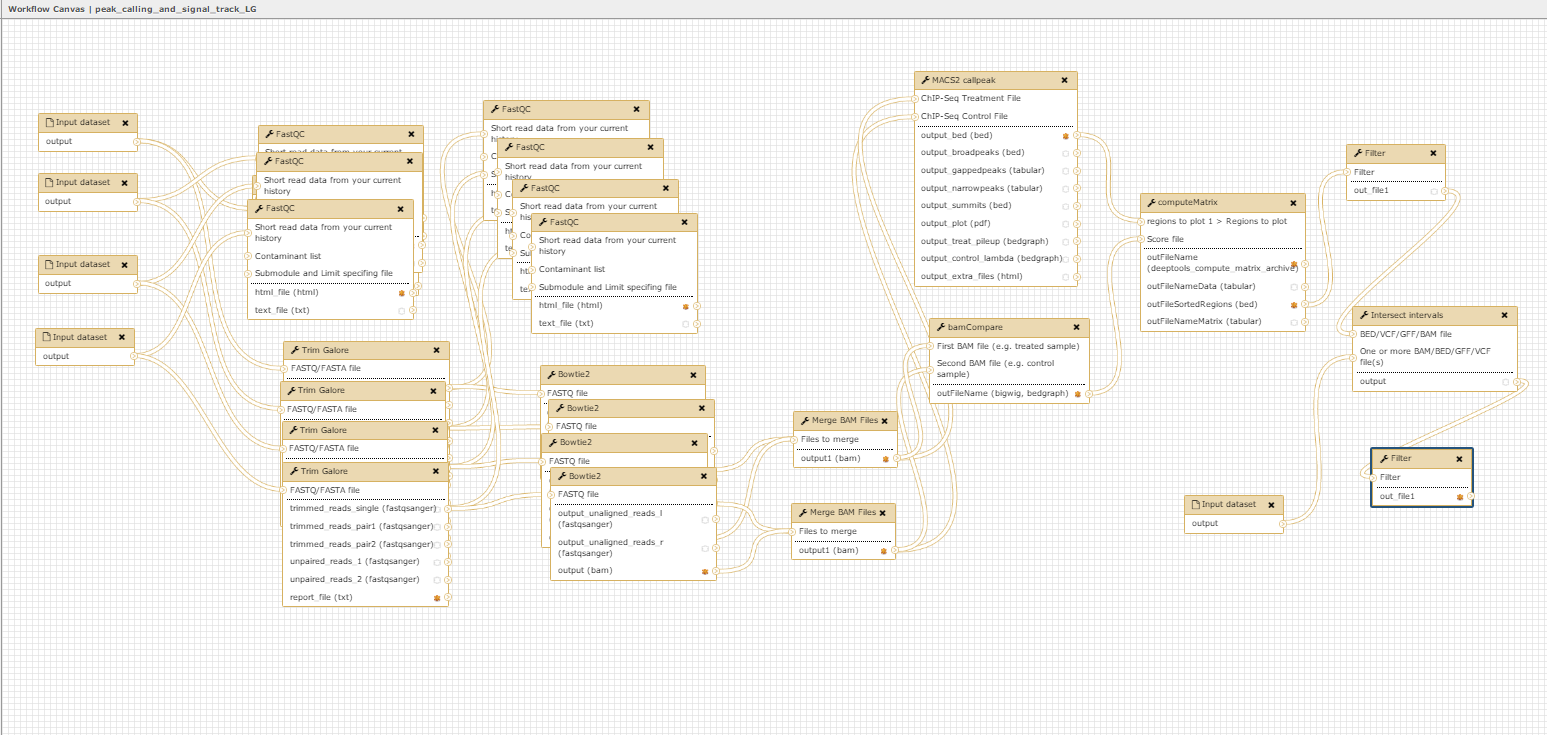 Workflow Canvas | peak_calling_and_signal_track_LG
Input dataset
output
Input dataset
output
Input dataset
output
Input dataset
output
FastQC
Short read data from your current
FastQC
Short read data from your current
history
FastQC
Short read data from your current
history
Contaminant list
Submodule and Limit specifing file
html_file (html)
text_file (txt)
FastQC
Short read data from your current
FastQC
Short read data from your current
FastQC
Short read data from your current
FastQC
Short read data from your current
history
Contaminant list
Submodule and Limit specifing file
html_file (html)
text_file (txt)
Trim Galore
FASTQ/FASTA file
Trim Galore
FASTQ/FASTA file
Trim Galore
FASTQ/FASTA file
Trim Galore
FASTQ/FASTA file
trimmed_reads_single (fastqsanger)
trimmed_reads_pair1 (fastqsanger)
trimmed_reads_pair2 (fastqsanger)
unpaired_reads_1 (fastqsanger)
unpaired_reads_2 (fastqsanger)
report_file (txt)
Bowtie2
FASTQ file
Bowtie2
FASTQ file
Bowtie2
FASTQ file
Bowtie2
FASTQ file
output_unaligned_reads_l
(fastqsanger)
output_unaligned_reads_r
(fastqsanger)
output (bam)
Merge BAM Files
Files to merge
output1 (bam)
Merge BAM Files
Files to merge
output1 (bam)
MACS2 callpeak
ChIP-Seq Treatment File
ChIP-Seq Control File
output_bed (bed)
output_broadpeaks (bed)
output_gappedpeaks (tabular)
output_narrowpeaks (tabular)
output_summits (bed)
output_plot (pdf)
output_treat_pileup (bedgraph)
output_control_lambda (bedgraph)
output_extra_files (html)
bamCompare
First BAM file (e.g. treated sample)
Second BAM file (e.g. control
sample)
outFileName (bigwig, bedgraph)
computeMatrix
regions to plot 1 > Regions to plot
Score file
outFileName
(deeptools_compute_matrix_archive)
outFileNameData (tabular)
outFileSortedRegions (bed)
outFileNameMatrix (tabular)
Filter
Filter
out_file1
Intersect intervals
BED/VCF/GFF/BAM file
One or more BAM/BED/GFF/VCF
file(s)
output
Filter
Filter
out_file1
Input dataset
output